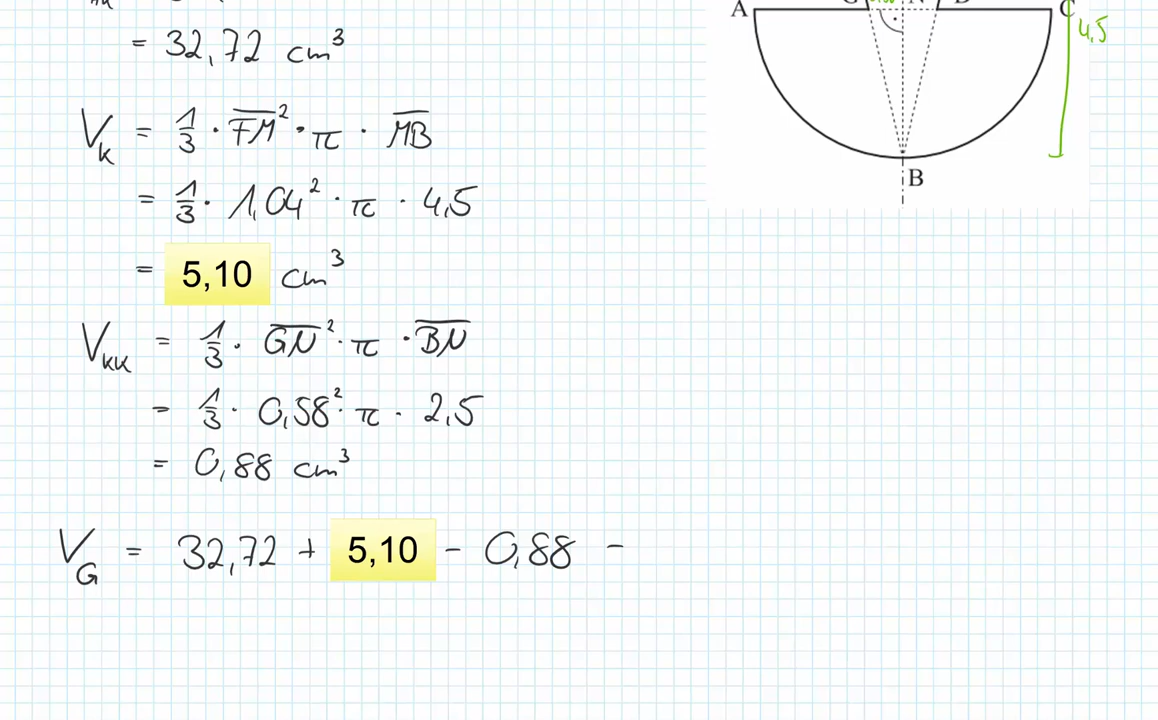 = 32,72 cm³
V_K = 1/3 · FM² · π · MB
= 1/3 · 1,04² · π · 4,5
= 5,10 cm³
V_KK = 1/3 · GN² · π · BN
= 1/3 · 0,58² · π · 2,5
= 0,88 cm³
V_G = 32,72 + 5,10 - 0,88 =
A
C
4,5
B